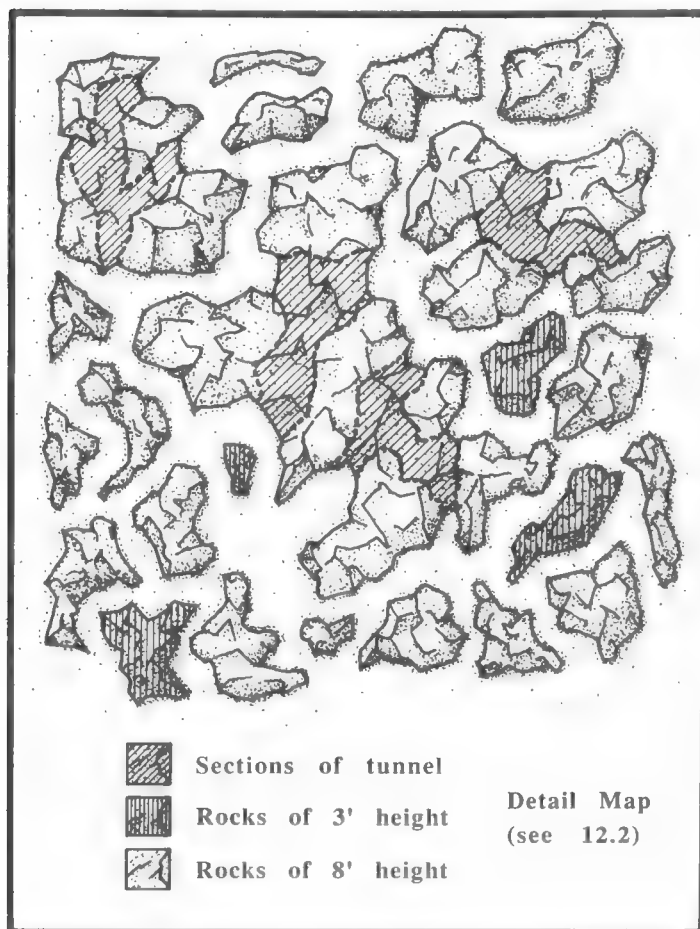 Sections of tunnel
Rocks of 3' height
Rocks of 8' height
Detail Map
(see 12.2)